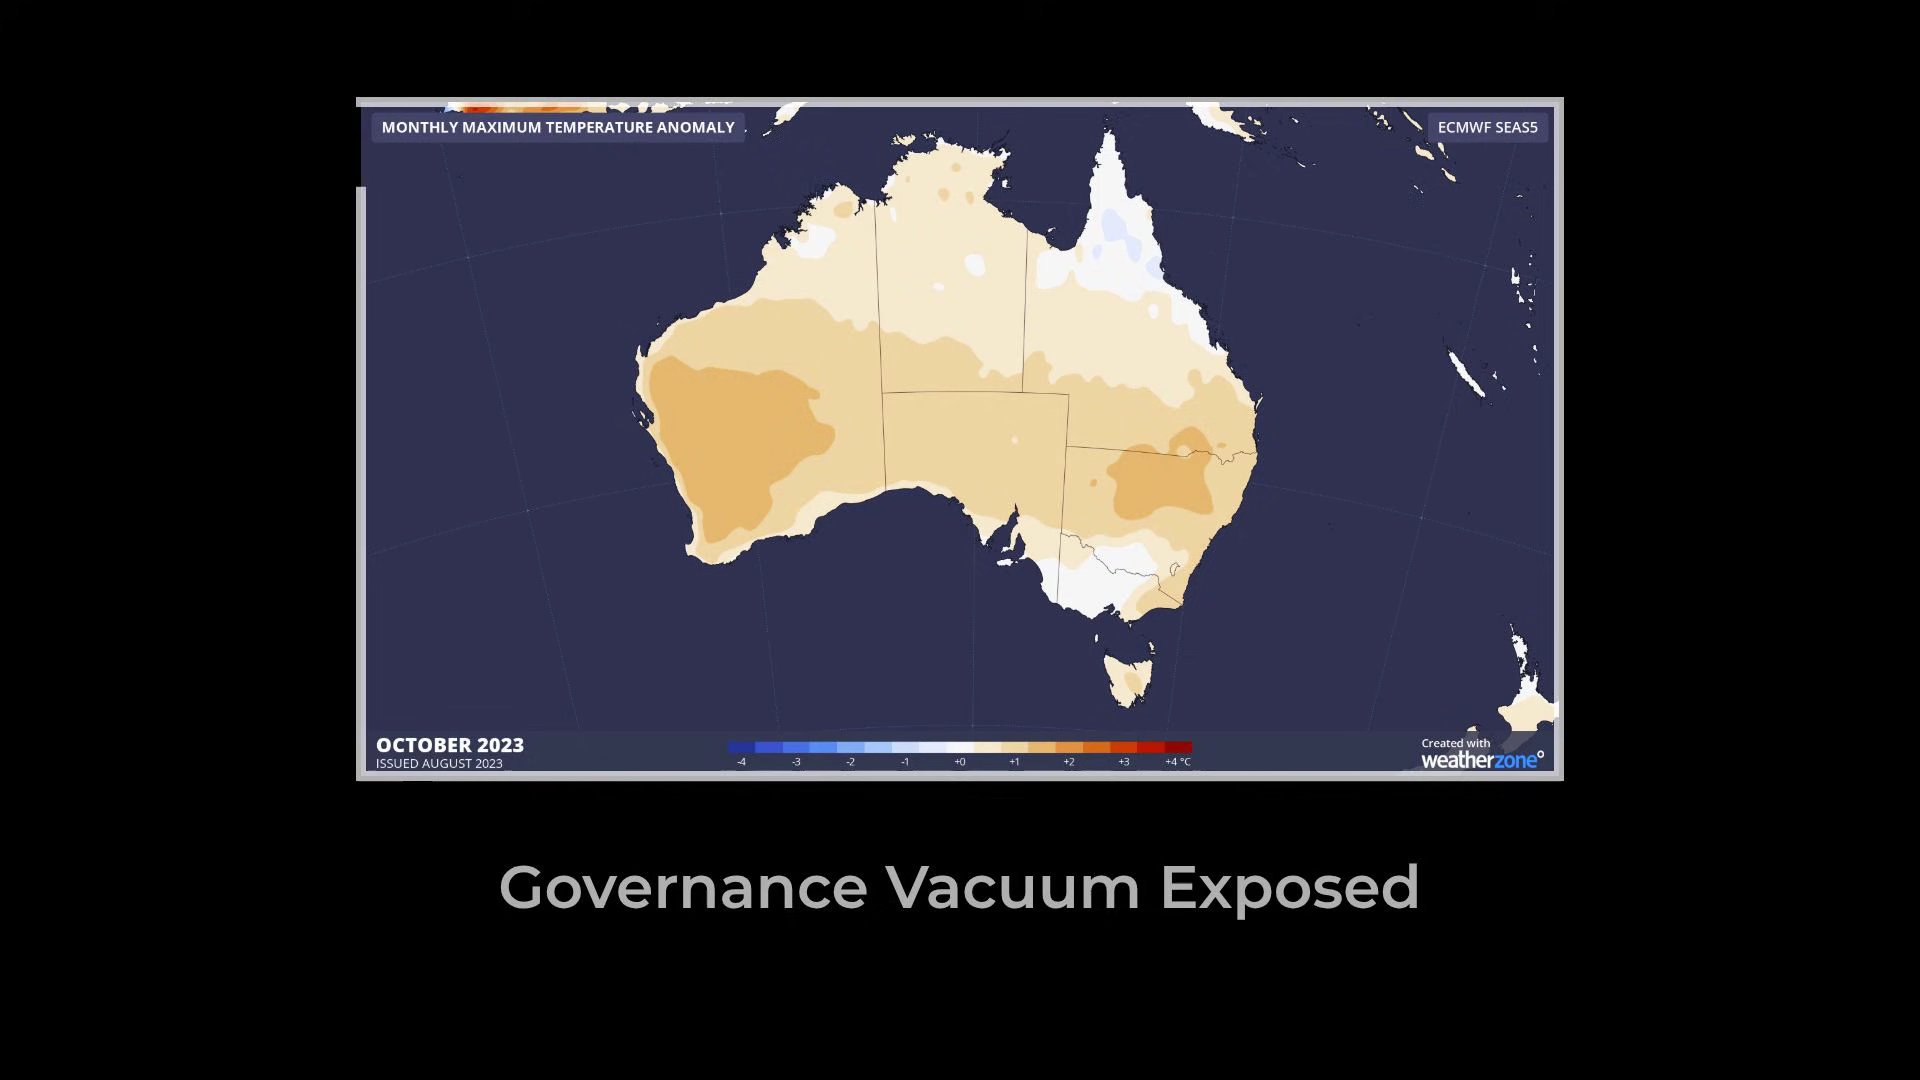 MONTHLY MAXIMUM TEMPERATURE ANOMALY
ECMWF SEAS5
OCTOBER 2023
ISSUED AUGUST 2023
-4 -3 -2 -1 +0 +1 +2 +3 +4 °C
Created with
weatherzone°
Governance Vacuum Exposed